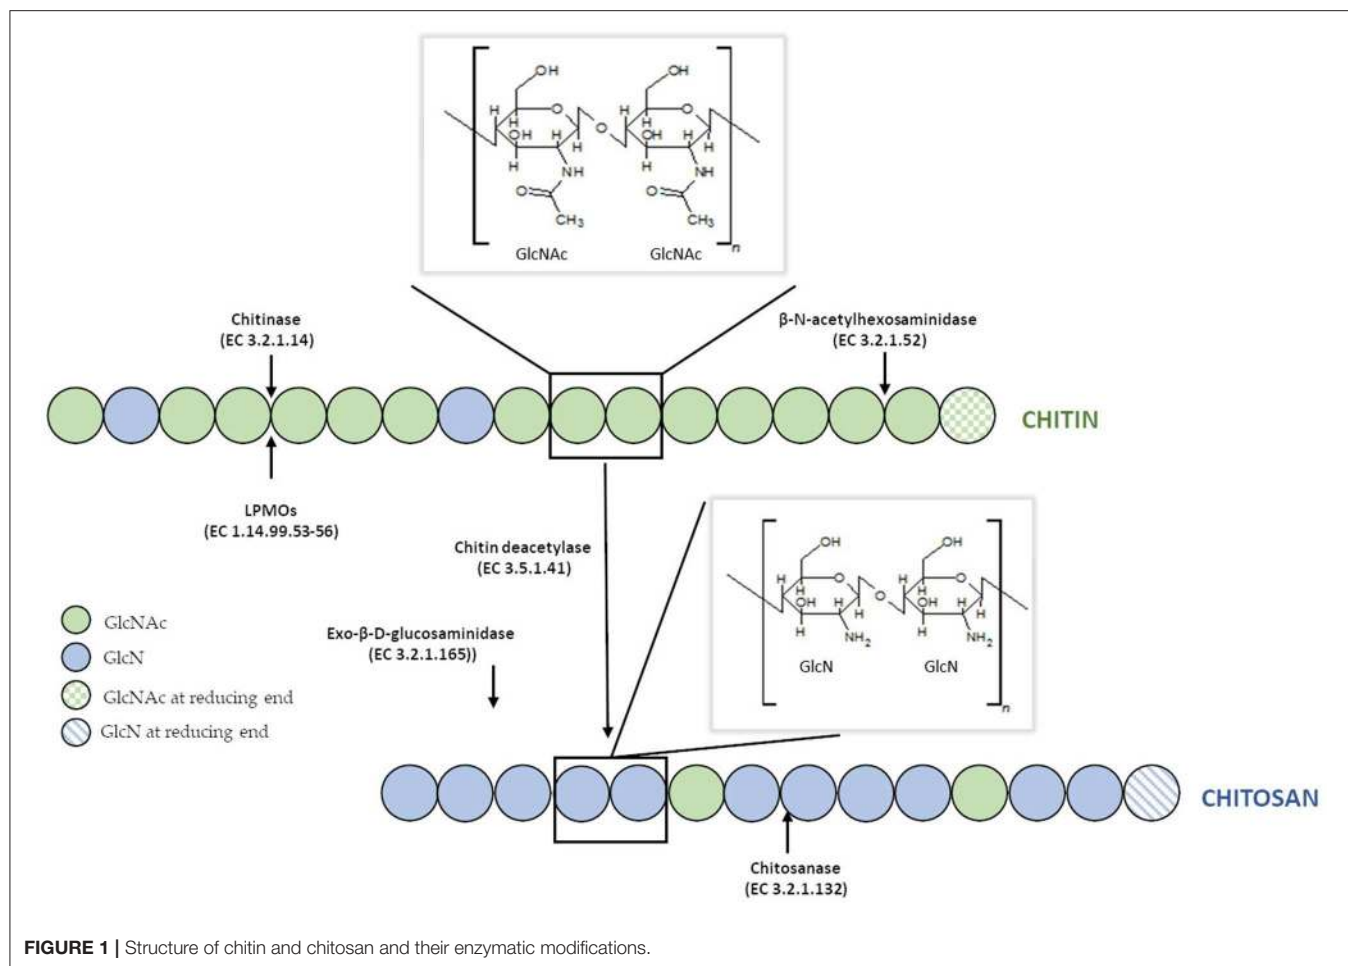 OH
OH
H
O
H
O
H
H
OH
H
H
O
OH
H
H
H
H
H
NH
NH
O
O
CH3
CH3
n
GlcNAc
GlcNAc
Chitinase
(EC 3.2.1.14)
β-N-acetylhexosaminidase
(EC 3.2.1.52)
CHITIN
LPMOs
(EC 1.14.99.53-56)
Chitin deacetylase
(EC 3.5.1.41)
OH
OH
H
O
H
O
H
H
OH
H
H
O
OH
H
H
H
H
H
NH2
NH2
GlcN
GlcN
n
GlcNAc
GlcN
GlcNAc at reducing end
GlcN at reducing end
Exo-β-D-glucosaminidase
(EC 3.2.1.165))
CHITOSAN
Chitosanase
(EC 3.2.1.132)
FIGURE 1 | Structure of chitin and chitosan and their enzymatic modifications.